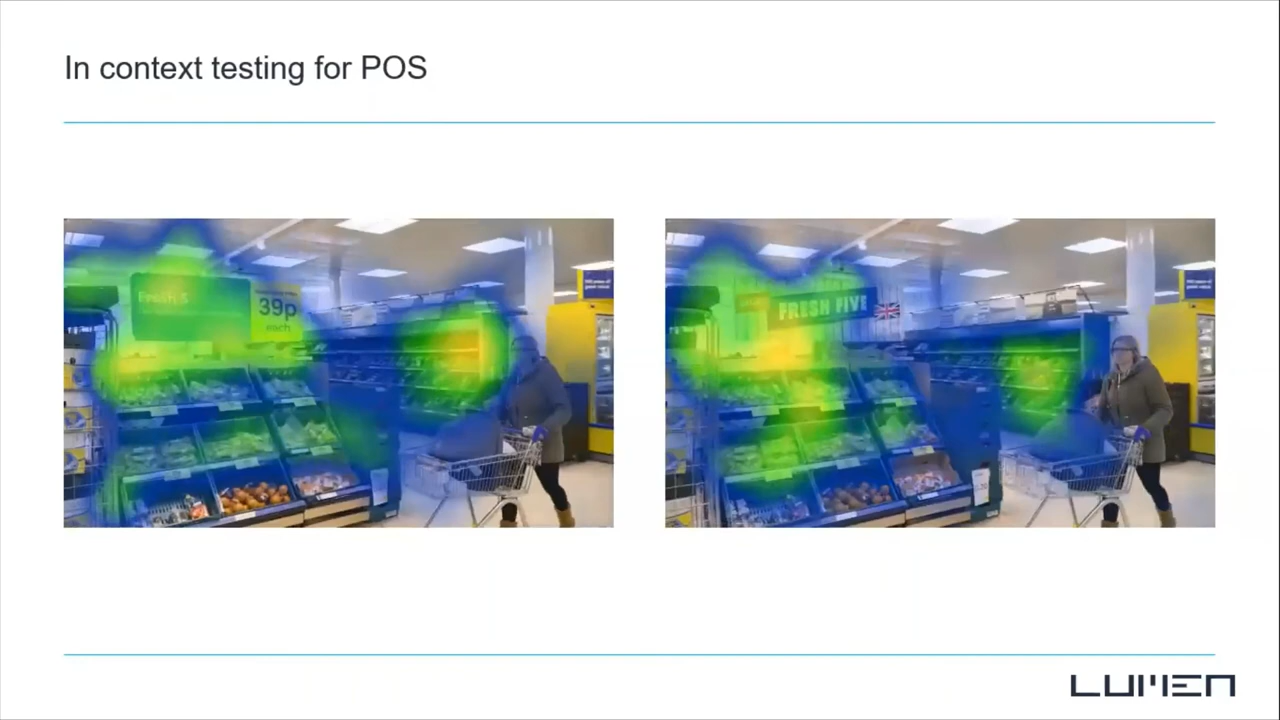 In context testing for POS
Fresh 5
39p
each
FRESH FIVE
LUMEN